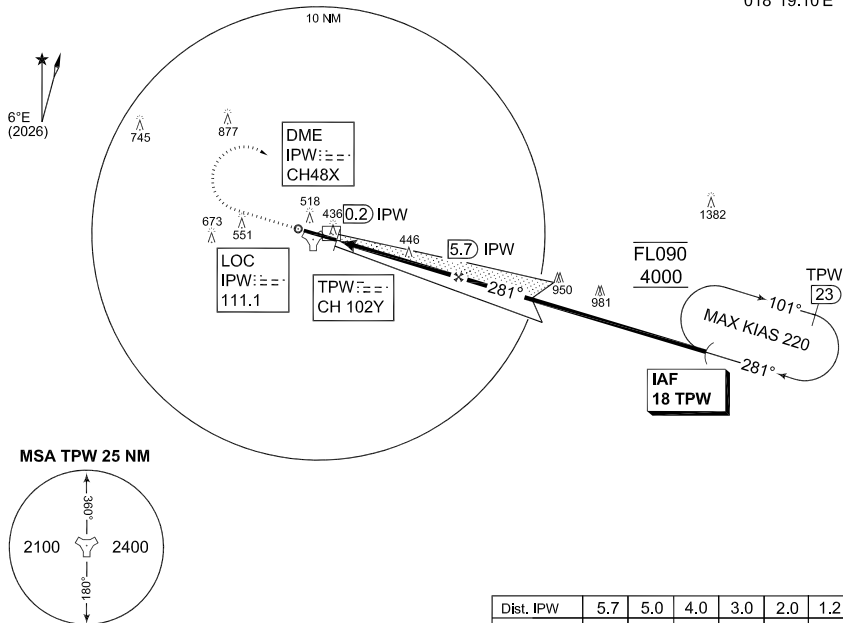 018° 19.10'E
10 NM
6°E
(2026)
745
877
DME
IPW
CH48X
1382
518
436
0.2 IPW
673
551
446
5.7 IPW
FL090
4000
LOC
IPW
111.1
TPW
CH 102Y
281°
950
981
TPW
23
101°
MAX KIAS 220
281°
IAF
18 TPW
MSA TPW 25 NM
360°
2100
2400
180°
Dist. IPW 5.7 5.0 4.0 3.0 2.0 1.2